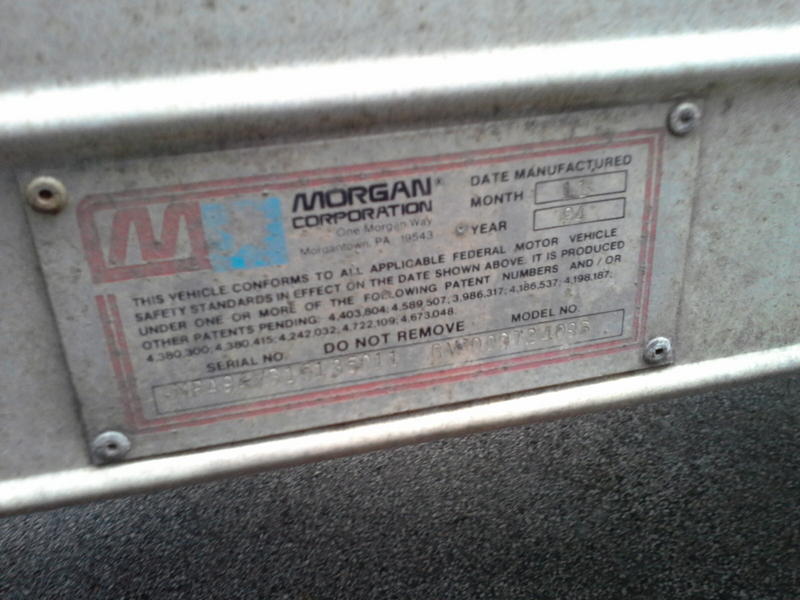 M
MORGAN®
CORPORATION
One Morgan Way
Morgantown, PA. 19543
DATE MANUFACTURED
MONTH
YEAR 94
THIS VEHICLE CONFORMS TO ALL APPLICABLE FEDERAL MOTOR VEHICLE
SAFETY STANDARDS IN EFFECT ON THE DATE SHOWN ABOVE. IT IS PRODUCED
UNDER ONE OR MORE OF THE FOLLOWING PATENT NUMBERS AND / OR
OTHER PATENTS PENDING: 4,403,804; 4,589,507; 3,986,317; 4,186,537; 4,198,187;
4,380,300; 4,380,415; 4,242,032; 4,722,109; 4,673,048.
SERIAL NO. DO NOT REMOVE MODEL NO.